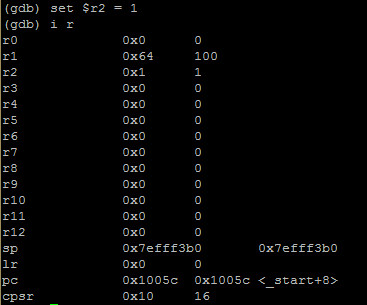 (gdb) set $r2 = 1
(gdb) i r
r0 0x0 0
r1 0x64 100
r2 0x1 1
r3 0x0 0
r4 0x0 0
r5 0x0 0
r6 0x0 0
r7 0x0 0
r8 0x0 0
r9 0x0 0
r10 0x0 0
r11 0x0 0
r12 0x0 0
sp 0x7efff3b0 0x7efff3b0
lr 0x0 0
pc 0x1005c 0x1005c <_start+8>
cpsr 0x10 16